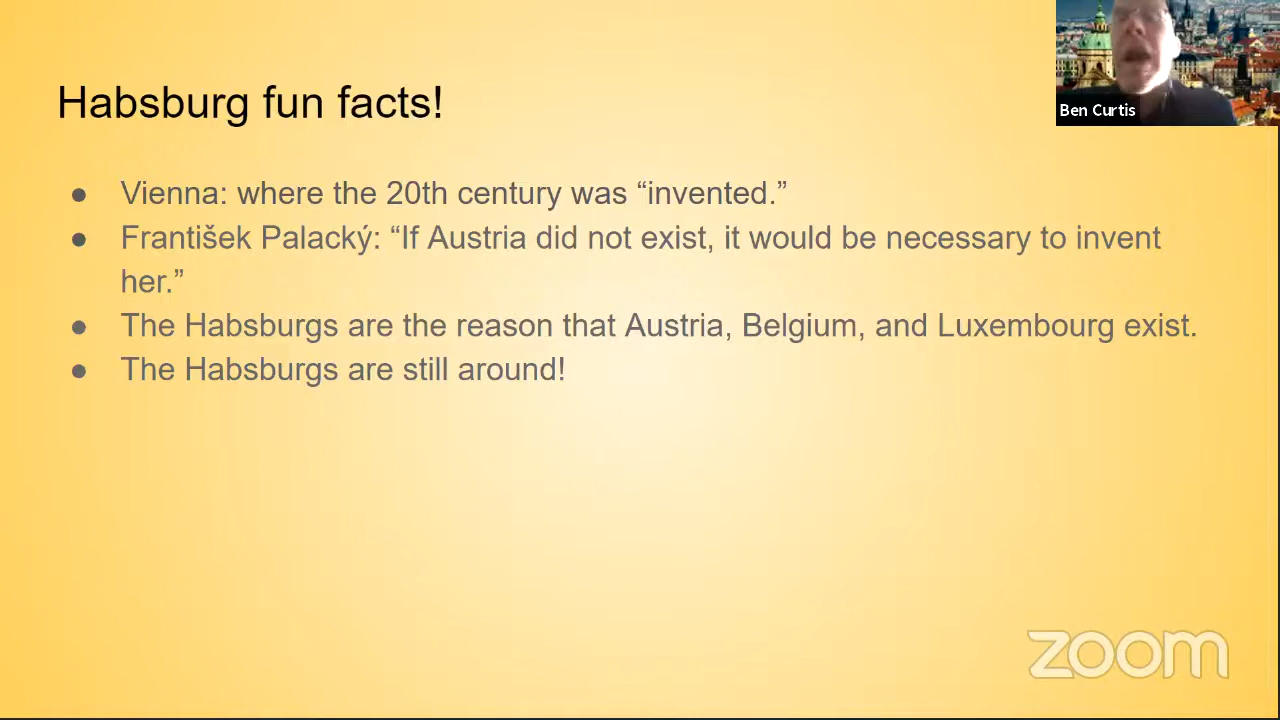 Habsburg fun facts!
Ben Curtis
● Vienna: where the 20th century was “invented.”
● František Palacký: “If Austria did not exist, it would be necessary to invent
her.”
● The Habsburgs are the reason that Austria, Belgium, and Luxembourg exist.
● The Habsburgs are still around!
zoom